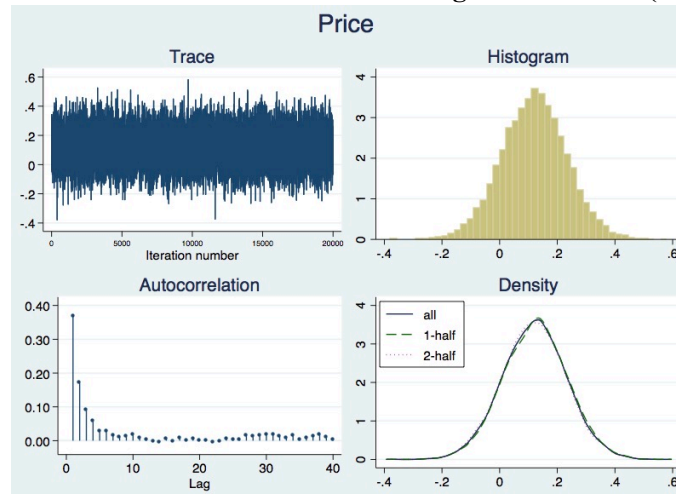 Price
Trace
.6
.4
.2
0
-.2
-.4
0 5000 10000 15000 20000
Iteration number
Histogram
4
3
2
1
0
-.4 -.2 0 .2 .4 .6
Autocorrelation
0.40
0.30
0.20
0.10
0.00
0 10 20 30 40
Lag
Density
4
3
2
1
0
all
1-half
2-half
-.4 -.2 0 .2 .4 .6